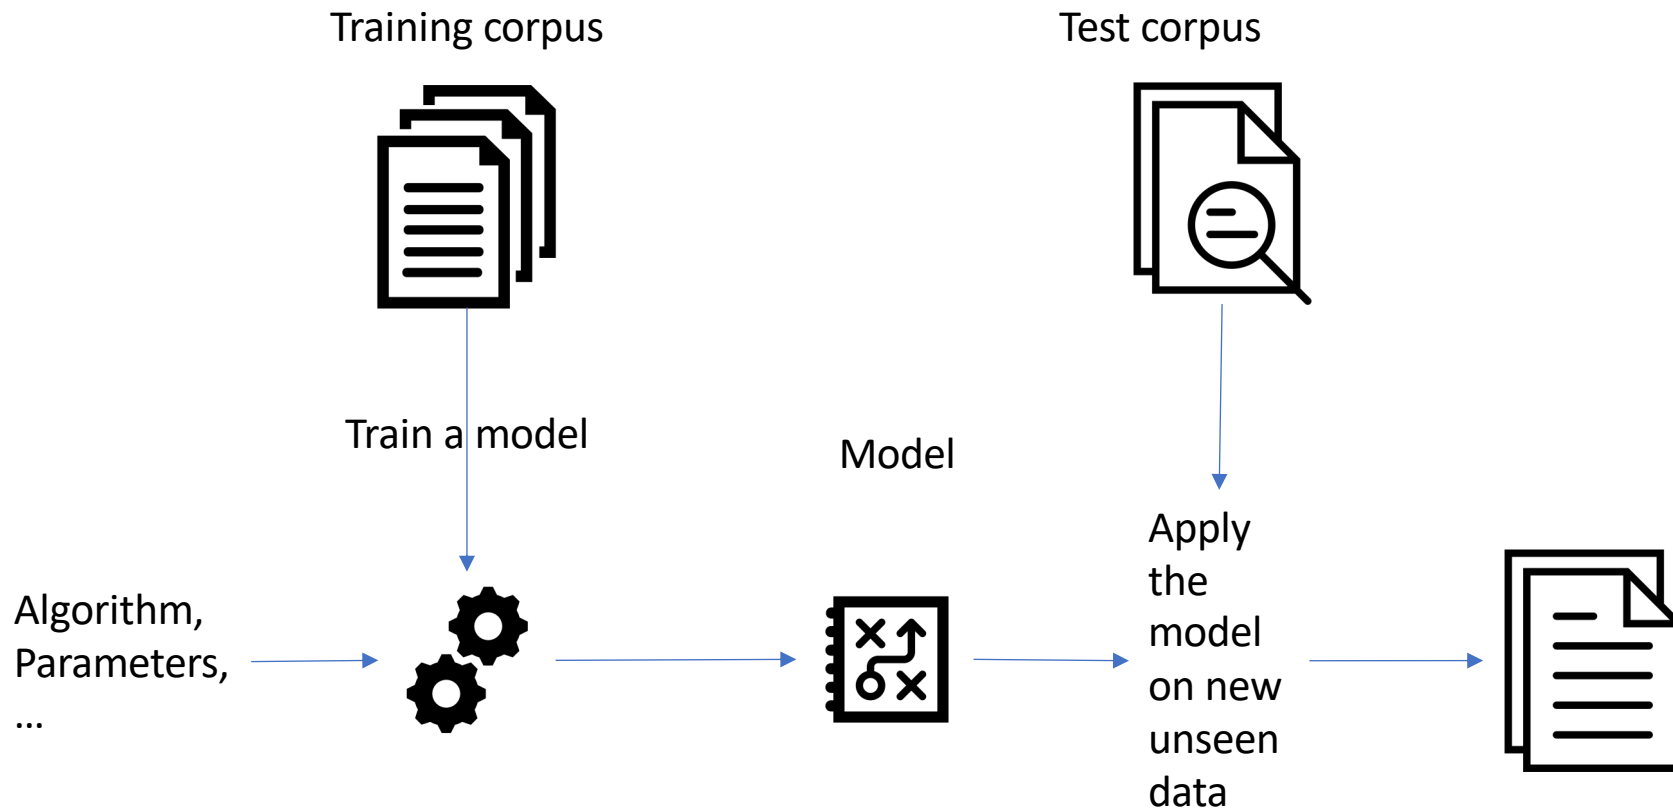 Training corpus
Test corpus
Train a model
Model
Algorithm,
Parameters,
...
Apply
the
model
on new
unseen
data